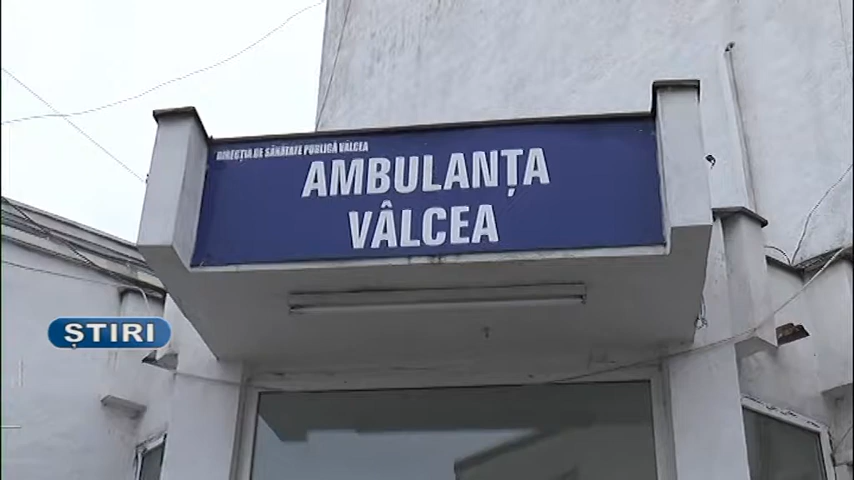 DIRECȚIA DE SĂNĂTATE PUBLICĂ VÂLCEA
AMBULANȚA
VÂLCEA
ȘTIRI